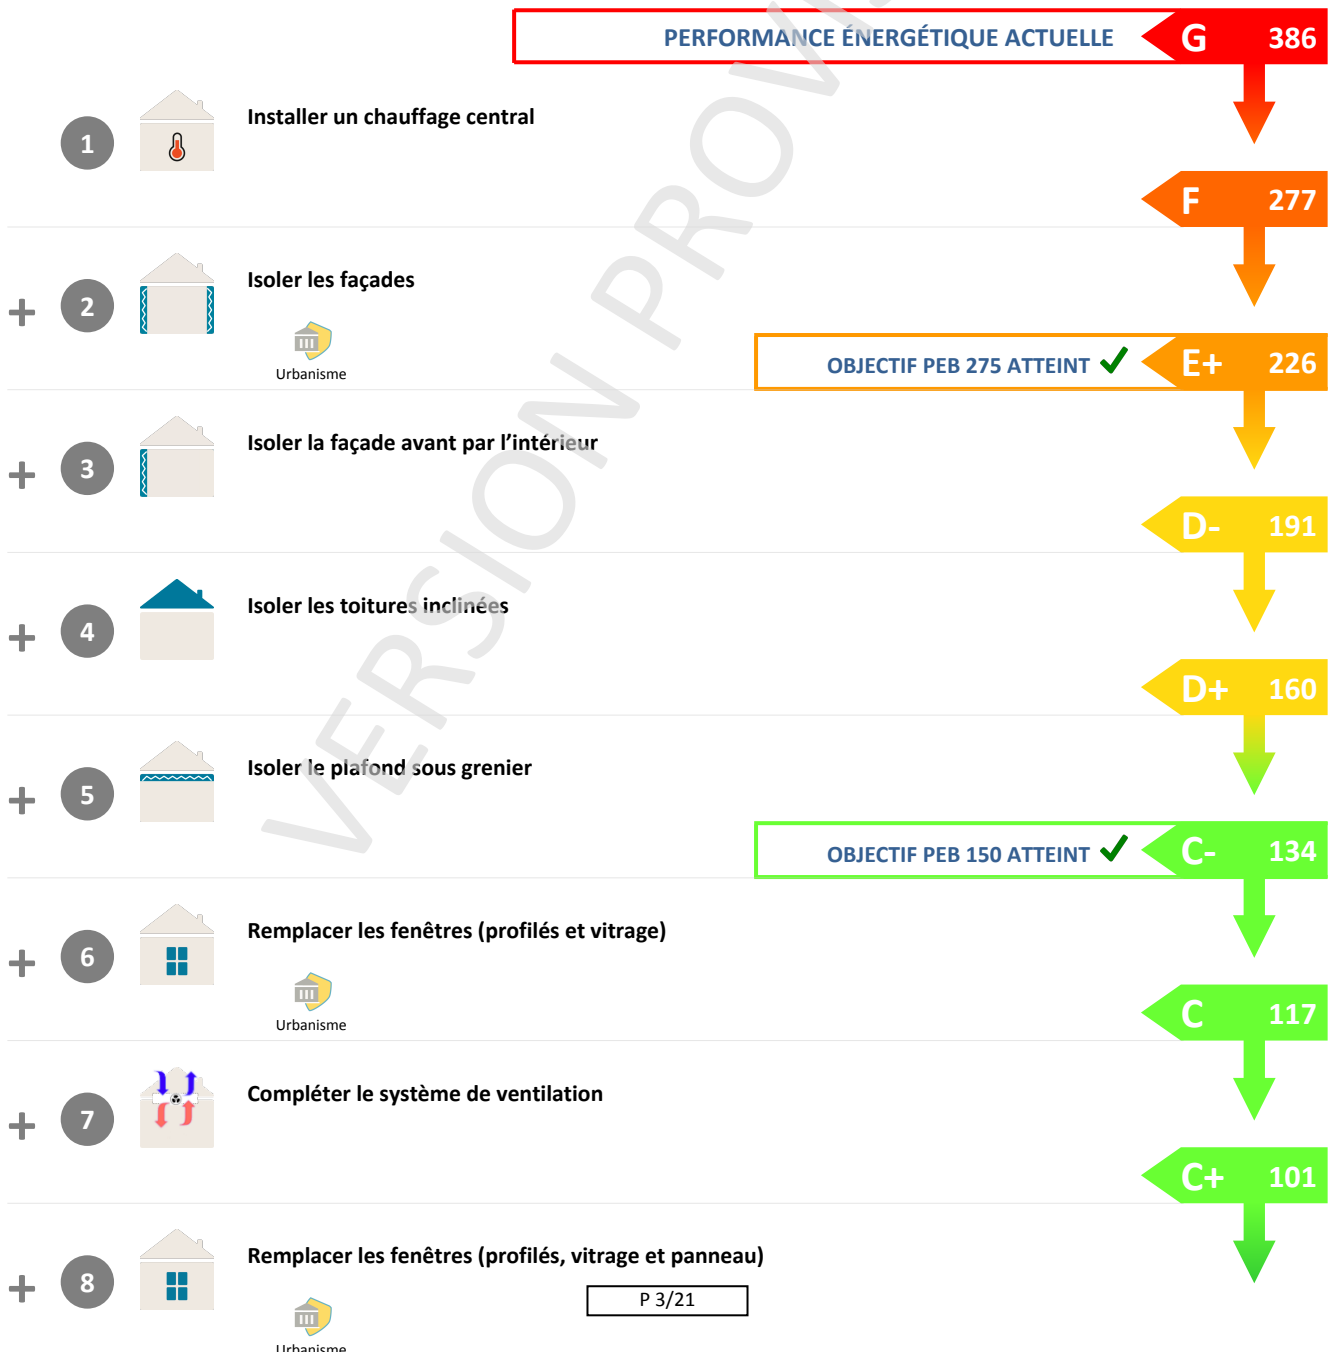 PERFORMANCE ÉNERGÉTIQUE ACTUELLE G 386
1 Installer un chauffage central
F 277
+ 2 Isoler les façades
Urbanisme
OBJECTIF PEB 275 ATTEINT E+ 226
+ 3 Isoler la façade avant par l’intérieur
D- 191
+ 4 Isoler les toitures inclinées
D+ 160
+ 5 Isoler le plafond sous grenier
OBJECTIF PEB 150 ATTEINT C- 134
+ 6 Remplacer les fenêtres (profilés et vitrage)
Urbanisme
C 117
+ 7 Compléter le système de ventilation
C+ 101
+ 8 Remplacer les fenêtres (profilés, vitrage et panneau)
P 3/21
Urbanisme
VERSION PROVIS